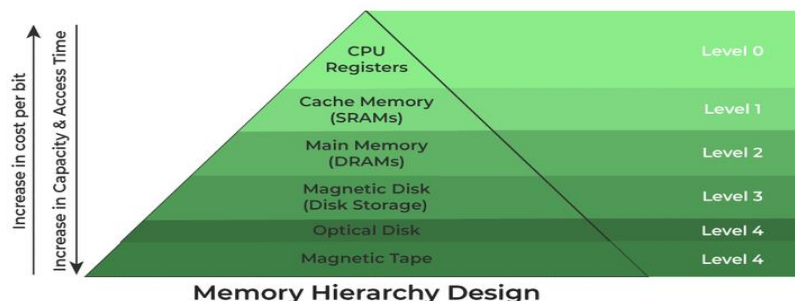 Increase in cost per bit
Increase in Capacity & Access Time
CPU
Registers
Level 0
Cache Memory
(SRAMs)
Level 1
Main Memory
(DRAMs)
Level 2
Magnetic Disk
(Disk Storage)
Level 3
Optical Disk
Level 4
Magnetic Tape
Level 4
Memory Hierarchy Design